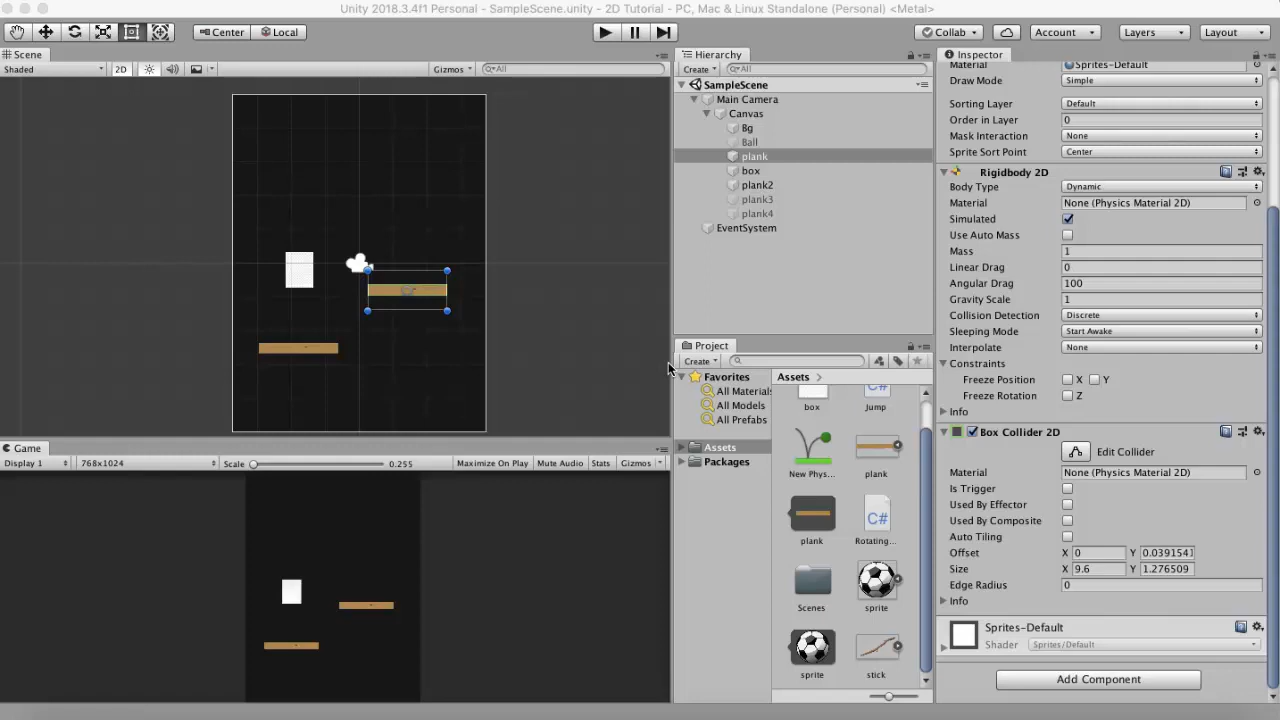 Unity 2018.3.4f1 Personal - SampleScene.unity - 2D Tutorial - PC, Mac & Linux Standalone (Personal) <Metal>
Center Local Collab Account Layers Layout
Scene
Shaded 2D Gizmos All
Hierarchy
Create All
SampleScene
Main Camera
Canvas
Bg
Ball
plank
box
plank2
plank3
plank4
EventSystem
Project
Create
Favorites
All Materials
All Models
All Prefabs
Assets
Packages
Assets
box Jump
New Phys... plank
C#
plank Rotating...
Scenes sprite
sprite stick
Inspector
Material Sprites-Default
Draw Mode Simple
Sorting Layer Default
Order in Layer 0
Mask Interaction None
Sprite Sort Point Center
Rigidbody 2D
Body Type Dynamic
Material None (Physics Material 2D)
Simulated
Use Auto Mass
Mass 1
Linear Drag 0
Angular Drag 100
Gravity Scale 1
Collision Detection Discrete
Sleeping Mode Start Awake
Interpolate None
Constraints
Freeze Position X Y
Freeze Rotation Z
Info
Box Collider 2D
Edit Collider
Material None (Physics Material 2D)
Is Trigger
Used By Effector
Used By Composite
Auto Tiling
Offset X 0 Y 0.0391541
Size X 9.6 Y 1.276509
Edge Radius 0
Info
Sprites-Default
Shader Sprites/Default
Add Component
Game
Display 1 768x1024 Scale 0.255 Maximize On Play Mute Audio Stats Gizmos